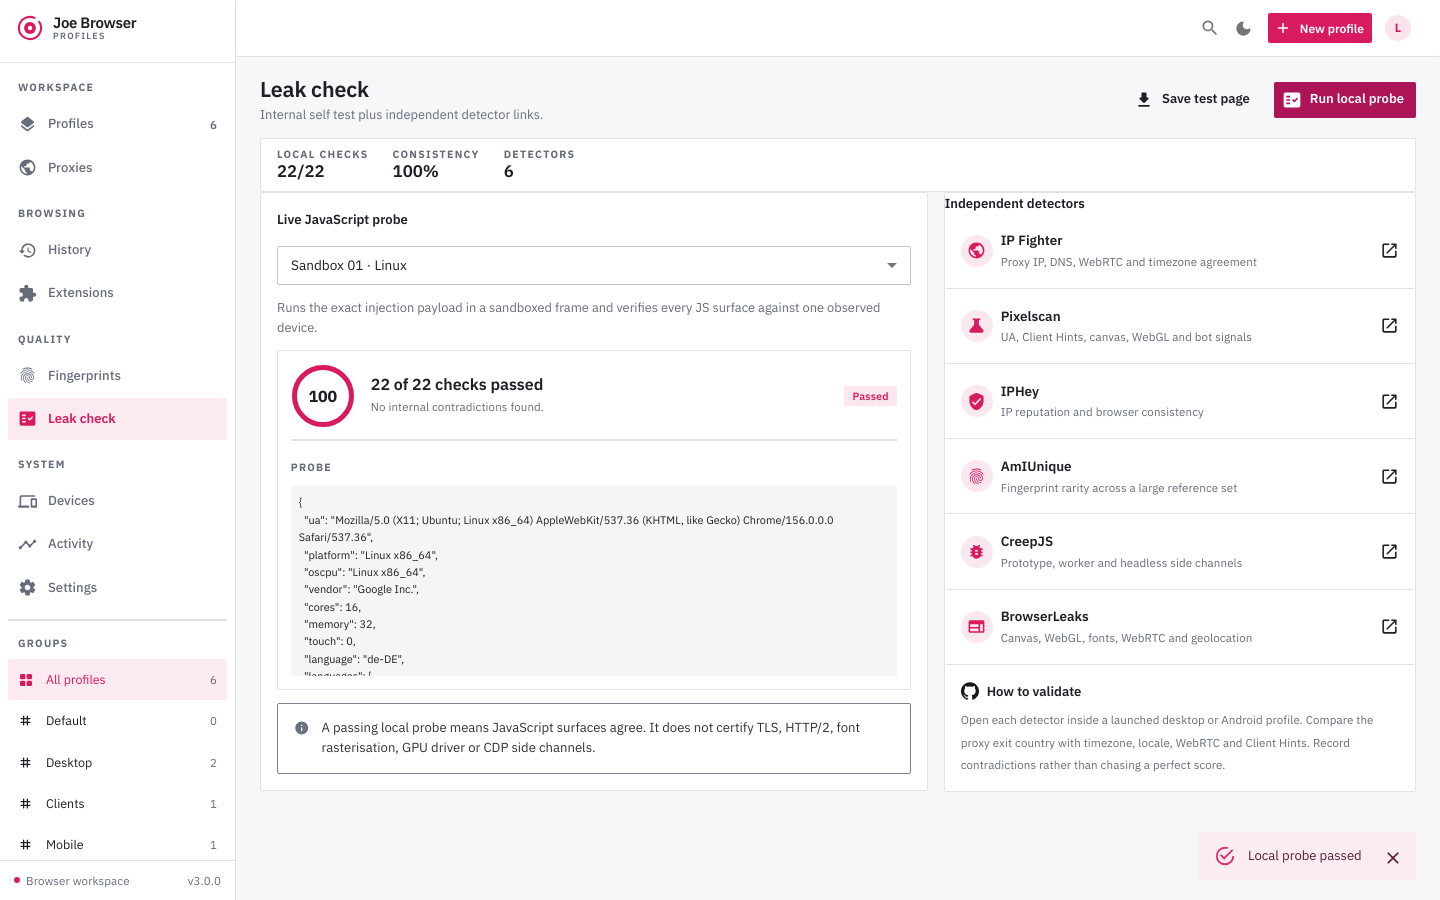 Joe Browser
PROFILES
New profile
L
WORKSPACE
Profiles 6
Proxies
BROWSING
History
Extensions
QUALITY
Fingerprints
Leak check
SYSTEM
Devices
Activity
Settings
GROUPS
All profiles 6
Default 0
Desktop 2
Clients 1
Mobile 1
Browser workspace v3.0.0
Leak check
Internal self test plus independent detector links.
Save test page
Run local probe
LOCAL CHECKS CONSISTENCY DETECTORS
22/22 100% 6
Live JavaScript probe
Sandbox 01 · Linux
Runs the exact injection payload in a sandboxed frame and verifies every JS surface against one observed
device.
100
22 of 22 checks passed
No internal contradictions found.
Passed
PROBE
{
"ua": "Mozilla/5.0 (X11; Ubuntu; Linux x86_64) AppleWebKit/537.36 (KHTML, like Gecko) Chrome/156.0.0.0
Safari/537.36",
"platform": "Linux x86_64",
"oscpu": "Linux x86_64",
"vendor": "Google Inc.",
"cores": 16,
"memory": 32,
"touch": 0,
"language": "de-DE",
"languages": [
A passing local probe means JavaScript surfaces agree. It does not certify TLS, HTTP/2, font
rasterisation, GPU driver or CDP side channels.
Independent detectors
IP Fighter
Proxy IP, DNS, WebRTC and timezone agreement
Pixelscan
UA, Client Hints, canvas, WebGL and bot signals
IPHey
IP reputation and browser consistency
AmIUnique
Fingerprint rarity across a large reference set
CreepJS
Prototype, worker and headless side channels
BrowserLeaks
Canvas, WebGL, fonts, WebRTC and geolocation
How to validate
Open each detector inside a launched desktop or Android profile. Compare the
proxy exit country with timezone, locale, WebRTC and Client Hints. Record
contradictions rather than chasing a perfect score.
Local probe passed